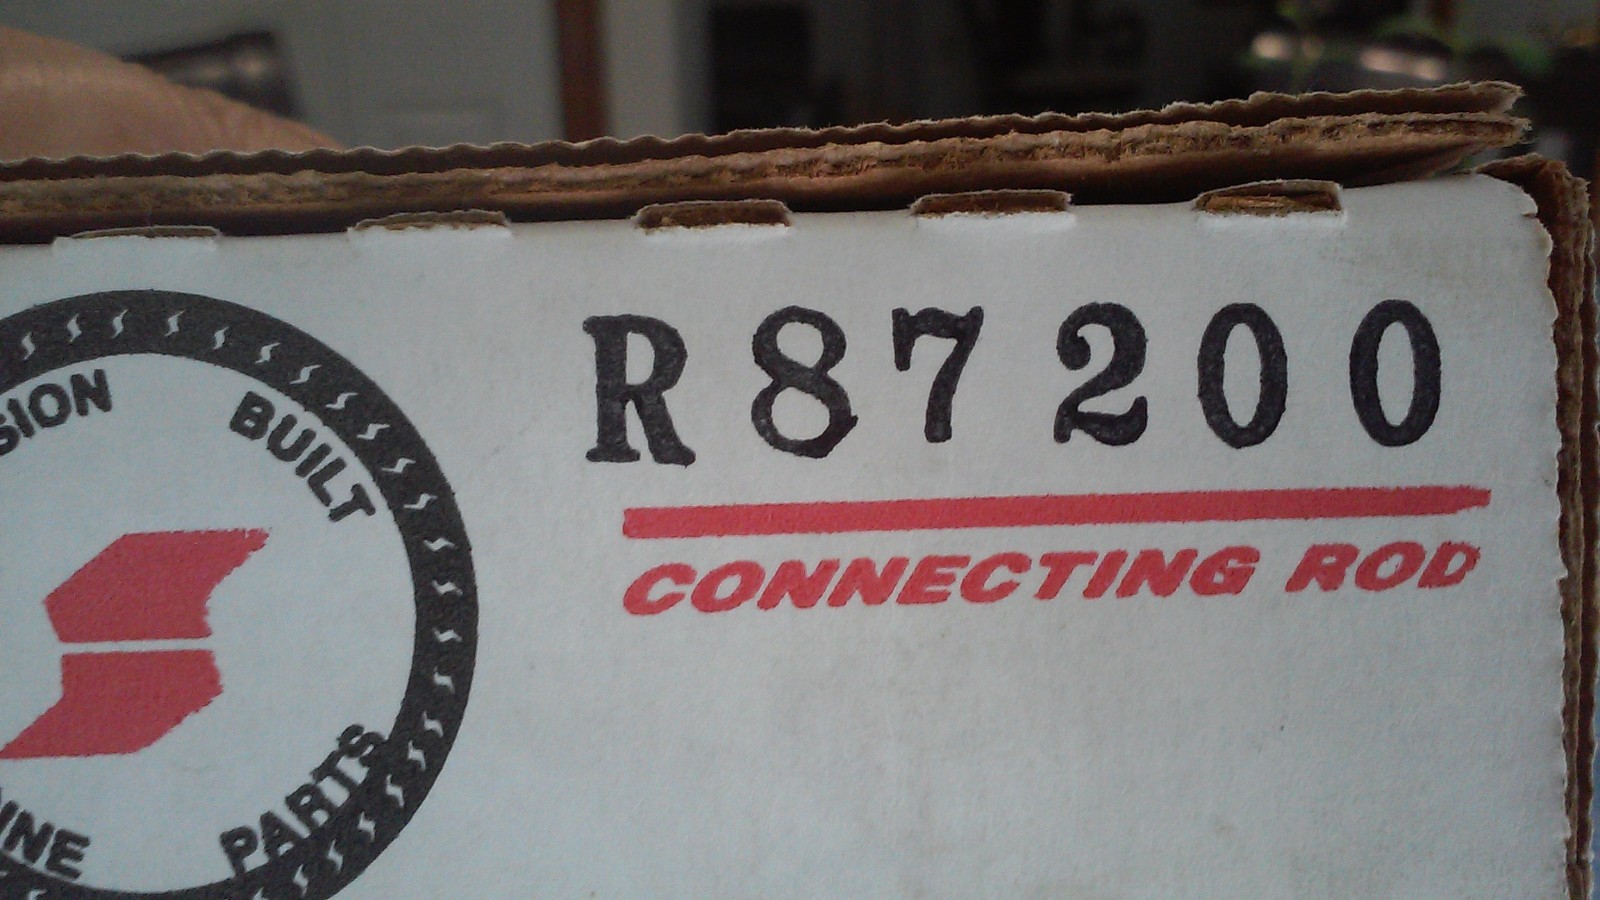 R87200
CONNECTING ROD
SION BUILT
INE PARTS